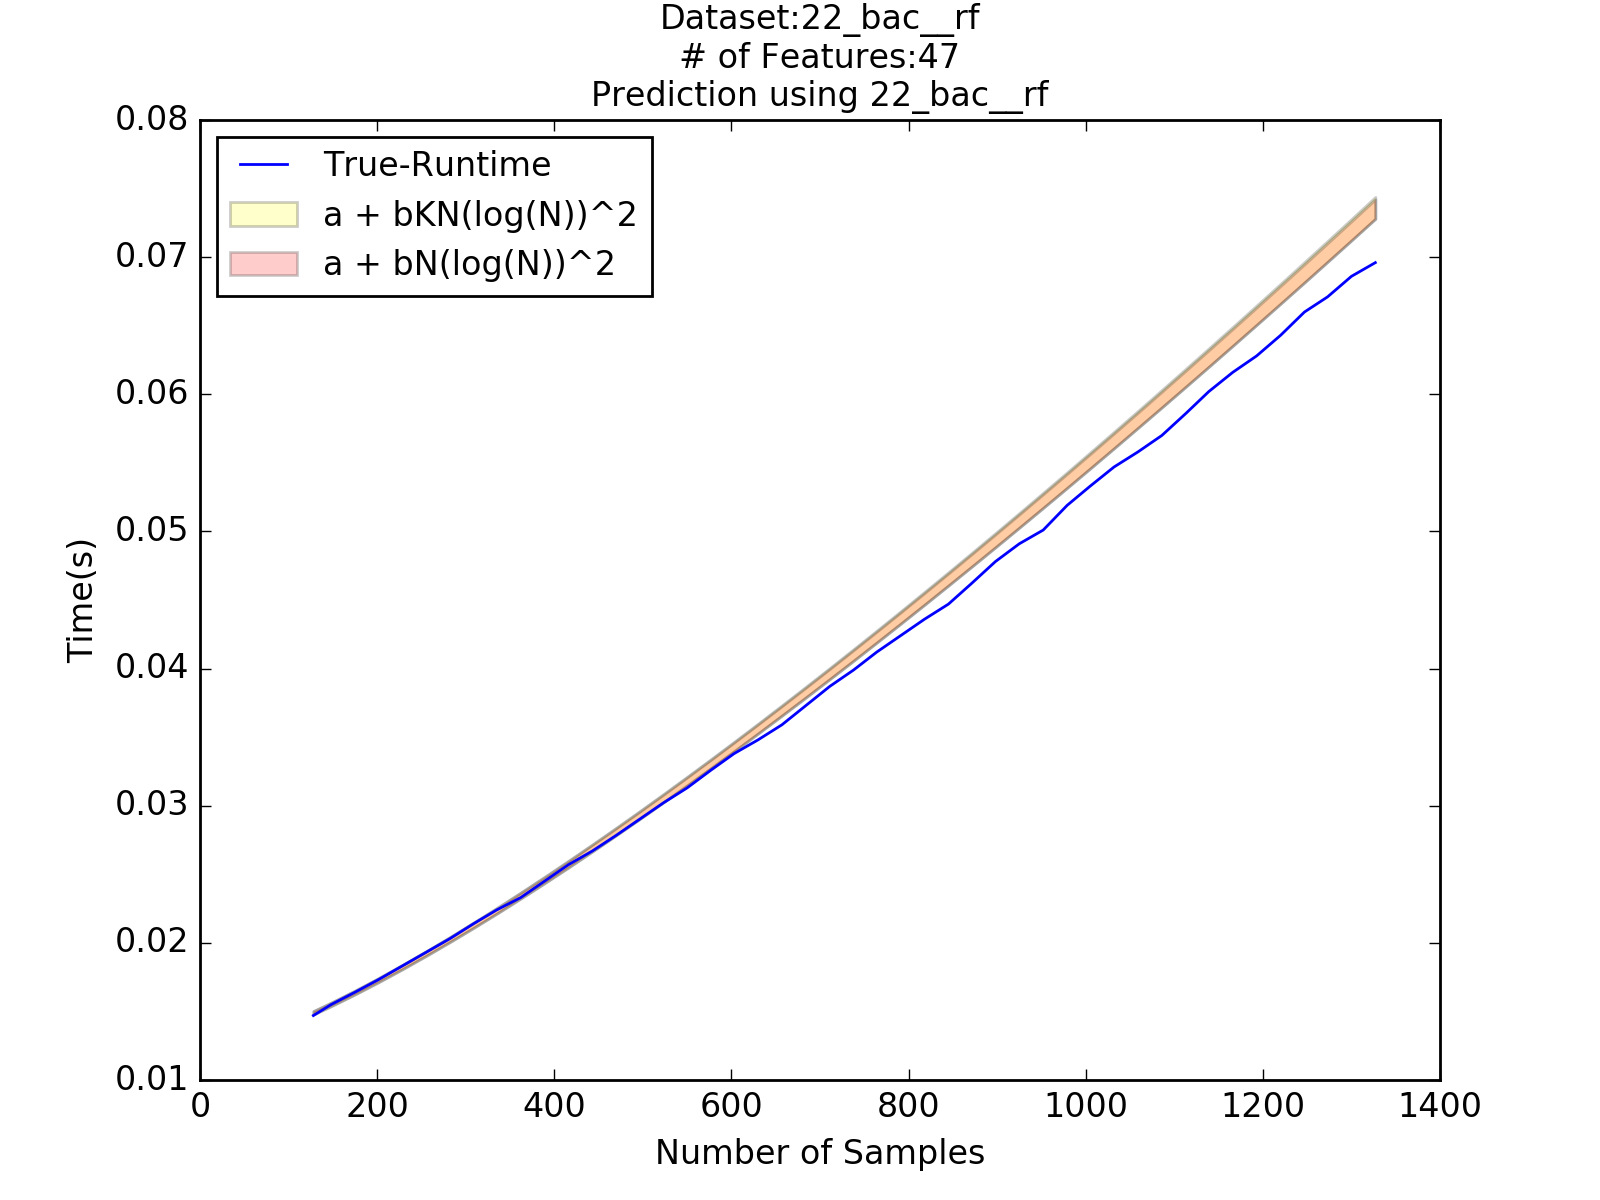 Dataset:22_bac__rf
# of Features:47
Prediction using 22_bac__rf
0.08
0.07
0.06
0.05
0.04
0.03
0.02
0.01
Time(s)
True-Runtime
a + bKN(log(N))^2
a + bN(log(N))^2
0 200 400 600 800 1000 1200 1400
Number of Samples